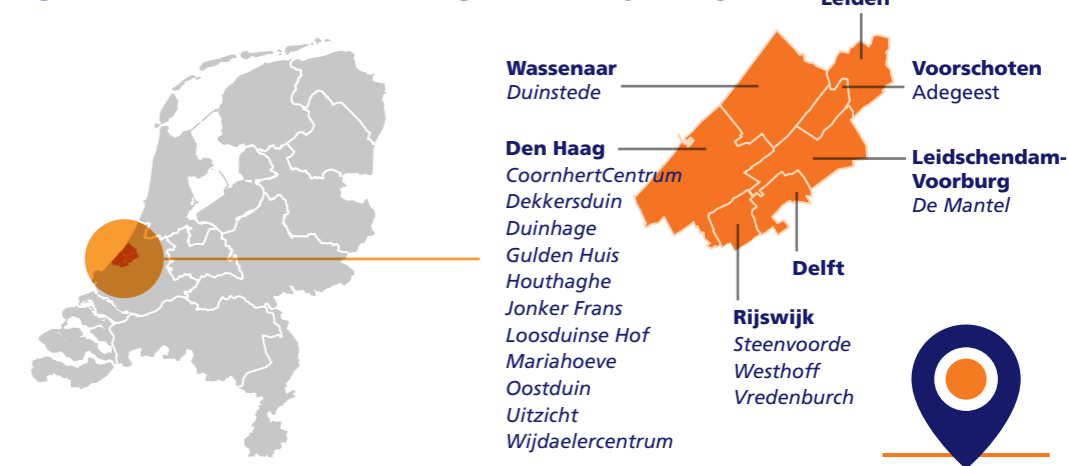 Leiden
Wassenaar
Duinstede
Voorschoten
Adegeest
Den Haag
CoornhertCentrum
Dekkersduin
Duinhage
Gulden Huis
Houthaghe
Jonker Frans
Loosduinse Hof
Mariahoeve
Oostduin
Uitzicht
Wijdaelercentrum
Leidschendam-
Voorburg
De Mantel
Delft
Rijswijk
Steenvoorde
Westhoff
Vredenburch